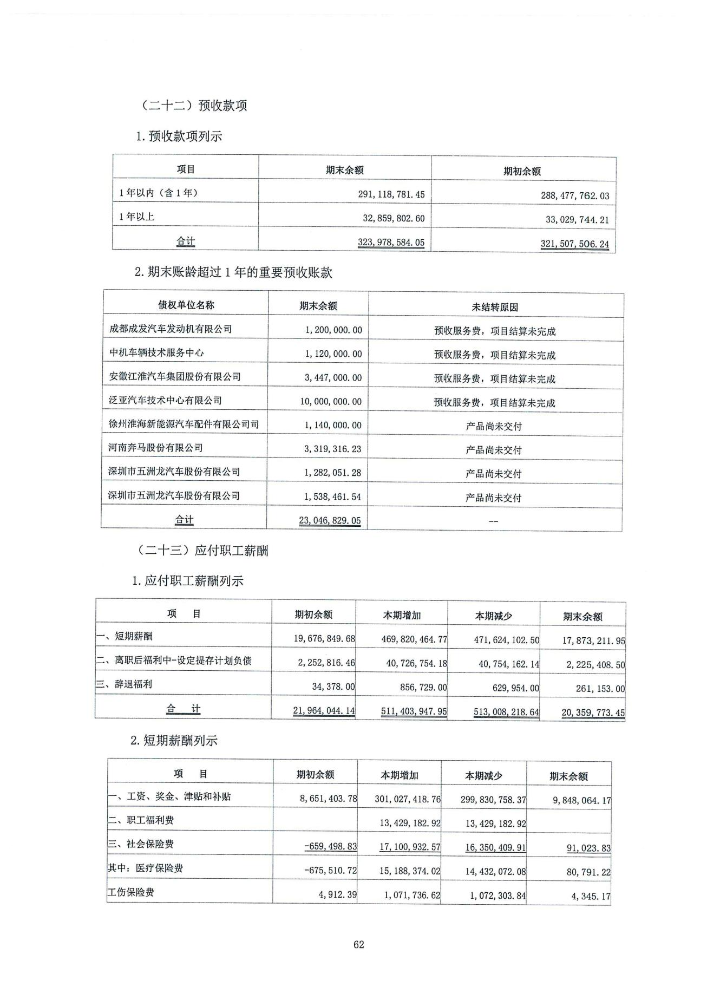 （二十二）预收款项
1.预收款项列示
项目 期末余额 期初余额
1年以内（含1年） 291,118,781.45 288,477,762.03
1年以上 32,859,802.60 33,029,744.21
合计 323,978,584.05 321,507,506.24
2.期末账龄超过1年的重要预收账款
债权单位名称 期末余额 未结转原因
成都成发汽车发动机有限公司 1,200,000.00 预收服务费，项目结算未完成
中机车辆技术服务中心 1,120,000.00 预收服务费，项目结算未完成
安徽江淮汽车集团股份有限公司 3,447,000.00 预收服务费，项目结算未完成
泛亚汽车技术中心有限公司 10,000,000.00 预收服务费，项目结算未完成
徐州淮海新能源汽车配件有限公司司 1,140,000.00 产品尚未交付
河南奔马股份有限公司 3,319,316.23 产品尚未交付
深圳市五洲龙汽车股份有限公司 1,282,051.28 产品尚未交付
深圳市五洲龙汽车股份有限公司 1,538,461.54 产品尚未交付
合计 23,046,829.05 --
（二十三）应付职工薪酬
1.应付职工薪酬列示
项 目 期初余额 本期增加 本期减少 期末余额
一、短期薪酬 19,676,849.68 469,820,464.77 471,624,102.50 17,873,211.95
二、离职后福利中-设定提存计划负债 2,252,816.46 40,726,754.18 40,754,162.14 2,225,408.50
三、辞退福利 34,378.00 856,729.00 629,954.00 261,153.00
合 计 21,964,044.14 511,403,947.95 513,008,218.64 20,359,773.45
2.短期薪酬列示
项 目 期初余额 本期增加 本期减少 期末余额
一、工资、奖金、津贴和补贴 8,651,403.78 301,027,418.76 299,830,758.37 9,848,064.17
二、职工福利费 13,429,182.92 13,429,182.92
三、社会保险费 -659,498.83 17,100,932.57 16,350,409.91 91,023.83
其中：医疗保险费 -675,510.72 15,188,374.02 14,432,072.08 80,791.22
工伤保险费 4,912.39 1,071,736.62 1,072,303.84 4,345.17
62